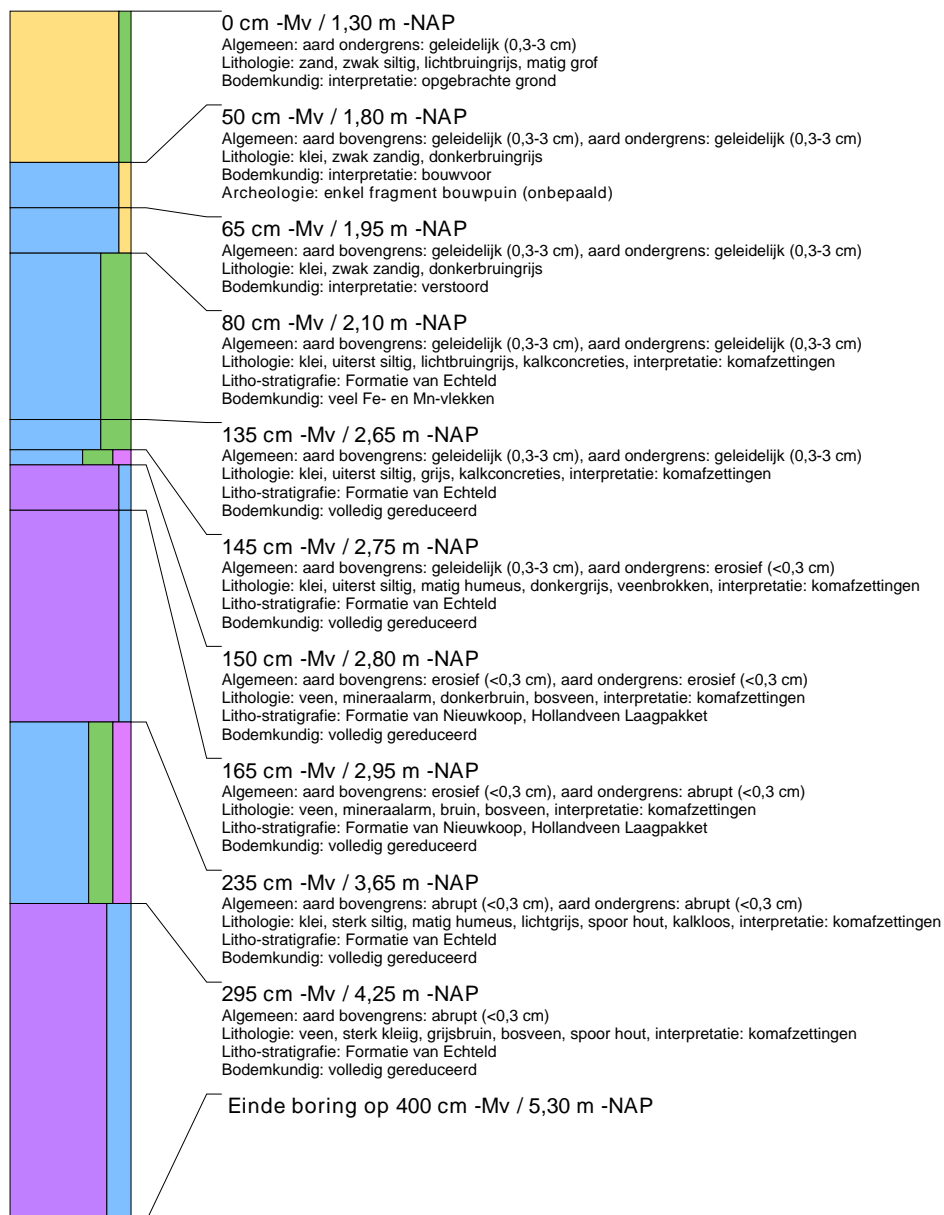 0 cm -Mv / 1,30 m -NAP
Algemeen: aard ondergrens: geleidelijk (0,3-3 cm)
Lithologie: zand, zwak siltig, lichtbruingrijs, matig grof
Bodemkundig: interpretatie: opgebrachte grond
50 cm -Mv / 1,80 m -NAP
Algemeen: aard bovengrens: geleidelijk (0,3-3 cm), aard ondergrens: geleidelijk (0,3-3 cm)
Lithologie: klei, zwak zandig, donkerbruingrijs
Bodemkundig: interpretatie: bouwvoor
Archeologie: enkel fragment bouwpuin (onbepaald)
65 cm -Mv / 1,95 m -NAP
Algemeen: aard bovengrens: geleidelijk (0,3-3 cm), aard ondergrens: geleidelijk (0,3-3 cm)
Lithologie: klei, zwak zandig, donkerbruingrijs
Bodemkundig: interpretatie: verstoord
80 cm -Mv / 2,10 m -NAP
Algemeen: aard bovengrens: geleidelijk (0,3-3 cm), aard ondergrens: geleidelijk (0,3-3 cm)
Lithologie: klei, uiterst siltig, lichtbruingrijs, kalkconcreties, interpretatie: komafzettingen
Litho-stratigrafie: Formatie van Echteld
Bodemkundig: veel Fe- en Mn-vlekken
135 cm -Mv / 2,65 m -NAP
Algemeen: aard bovengrens: geleidelijk (0,3-3 cm), aard ondergrens: geleidelijk (0,3-3 cm)
Lithologie: klei, uiterst siltig, grijs, kalkconcreties, interpretatie: komafzettingen
Litho-stratigrafie: Formatie van Echteld
Bodemkundig: volledig gereduceerd
145 cm -Mv / 2,75 m -NAP
Algemeen: aard bovengrens: geleidelijk (0,3-3 cm), aard ondergrens: erosief (<0,3 cm)
Lithologie: klei, uiterst siltig, matig humeus, donkergrijs, veenbrokken, interpretatie: komafzettingen
Litho-stratigrafie: Formatie van Echteld
Bodemkundig: volledig gereduceerd
150 cm -Mv / 2,80 m -NAP
Algemeen: aard bovengrens: erosief (<0,3 cm), aard ondergrens: erosief (<0,3 cm)
Lithologie: veen, mineraalarm, donkerbruin, bosveen, interpretatie: komafzettingen
Litho-stratigrafie: Formatie van Nieuwkoop, Hollandveen Laagpakket
Bodemkundig: volledig gereduceerd
165 cm -Mv / 2,95 m -NAP
Algemeen: aard bovengrens: erosief (<0,3 cm), aard ondergrens: abrupt (<0,3 cm)
Lithologie: veen, mineraalarm, bruin, bosveen, interpretatie: komafzettingen
Litho-stratigrafie: Formatie van Nieuwkoop, Hollandveen Laagpakket
Bodemkundig: volledig gereduceerd
235 cm -Mv / 3,65 m -NAP
Algemeen: aard bovengrens: abrupt (<0,3 cm), aard ondergrens: abrupt (<0,3 cm)
Lithologie: klei, sterk siltig, matig humeus, lichtgrijs, spoor hout, kalkloos, interpretatie: komafzettingen
Litho-stratigrafie: Formatie van Echteld
Bodemkundig: volledig gereduceerd
295 cm -Mv / 4,25 m -NAP
Algemeen: aard bovengrens: abrupt (<0,3 cm)
Lithologie: veen, sterk kleiig, grijsbruin, bosveen, spoor hout, interpretatie: komafzettingen
Litho-stratigrafie: Formatie van Echteld
Bodemkundig: volledig gereduceerd
Einde boring op 400 cm -Mv / 5,30 m -NAP